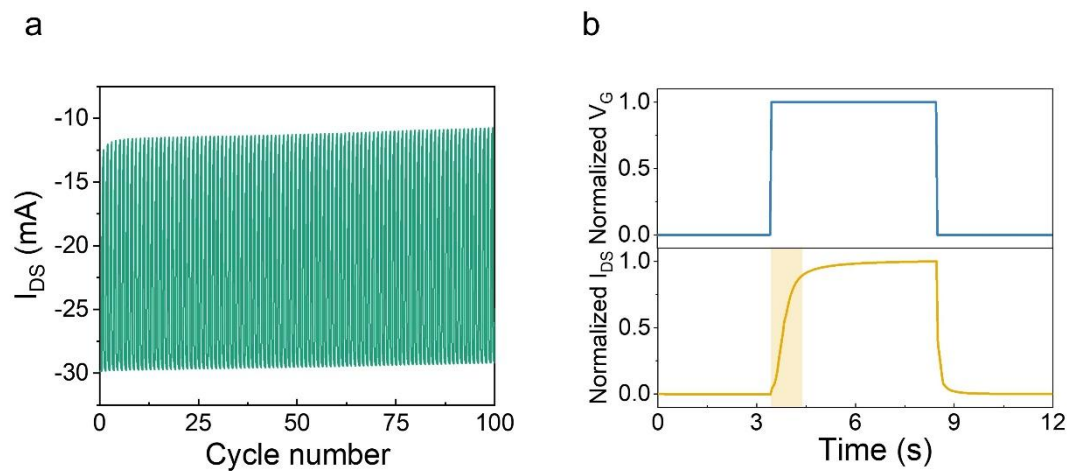 a
-10
-15
-20
-25
-30
I_DS (mA)
0 25 50 75 100
Cycle number
b
1.0
0.5
0.0
Normalized V_G
1.0
0.5
0.0
Normalized I_DS
0 3 6 9 12
Time (s)